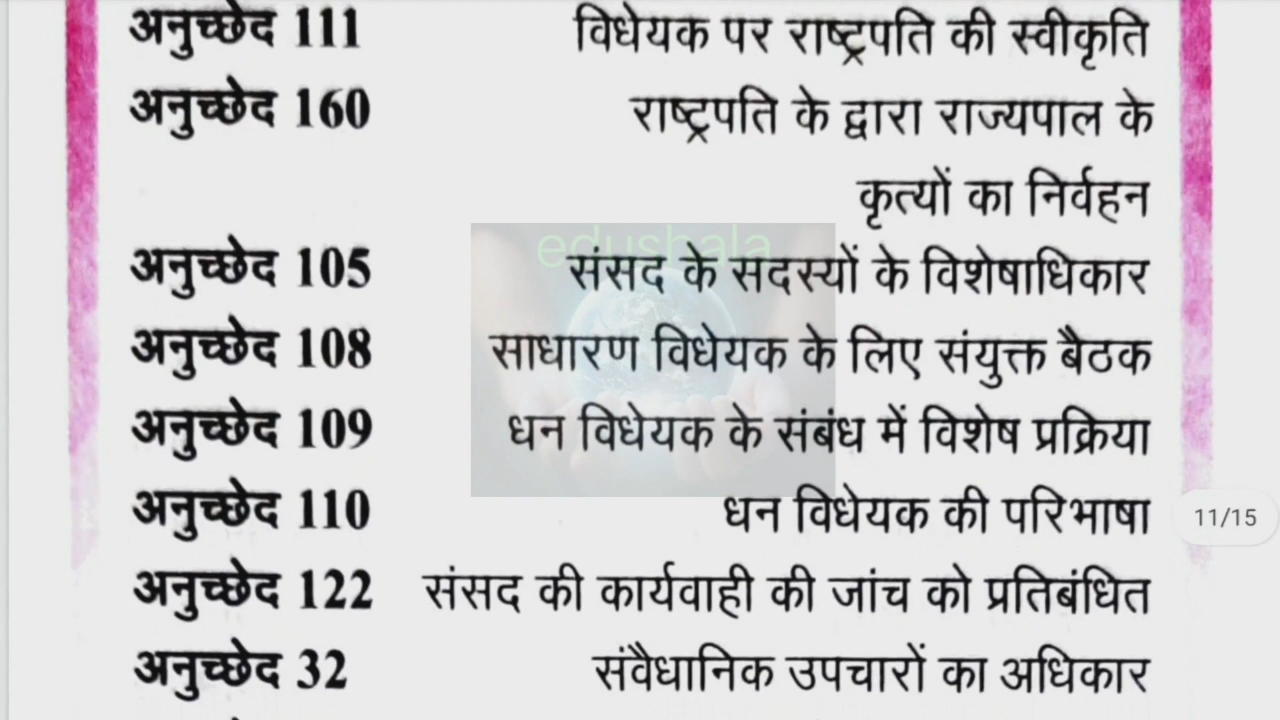 अनुच्छेद 111 विधेयक पर राष्ट्रपति की स्वीकृति
अनुच्छेद 160 राष्ट्रपति के द्वारा राज्यपाल के
कृत्यों का निर्वहन
edushala
अनुच्छेद 105 संसद के सदस्यों के विशेषाधिकार
अनुच्छेद 108 साधारण विधेयक के लिए संयुक्त बैठक
अनुच्छेद 109 धन विधेयक के संबंध में विशेष प्रक्रिया
अनुच्छेद 110 धन विधेयक की परिभाषा
11/15
अनुच्छेद 122 संसद की कार्यवाही की जांच को प्रतिबंधित
अनुच्छेद 32 संवैधानिक उपचारों का अधिकार